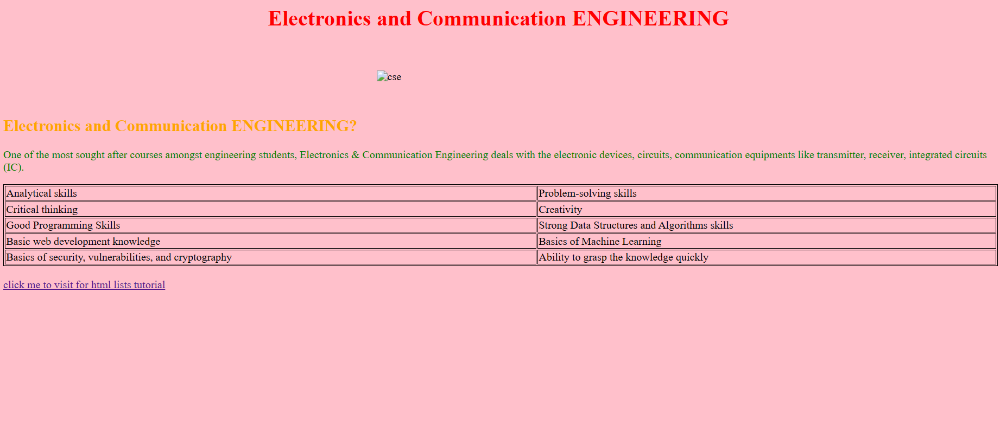 Electronics and Communication ENGINEERING
cse
Electronics and Communication ENGINEERING?
One of the most sought after courses amongst engineering students, Electronics & Communication Engineering deals with the electronic devices, circuits, communication equipments like transmitter, receiver, integrated circuits
(IC).
Analytical skills Problem-solving skills
Critical thinking Creativity
Good Programming Skills Strong Data Structures and Algorithms skills
Basic web development knowledge Basics of Machine Learning
Basics of security, vulnerabilities, and cryptography Ability to grasp the knowledge quickly
click me to visit for html lists tutorial